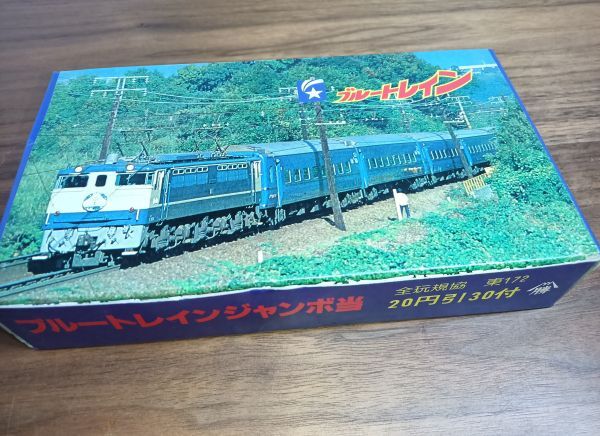 ブルートレイン
ブルートレインジャンボ当
全玩規協 東172
20円引30付